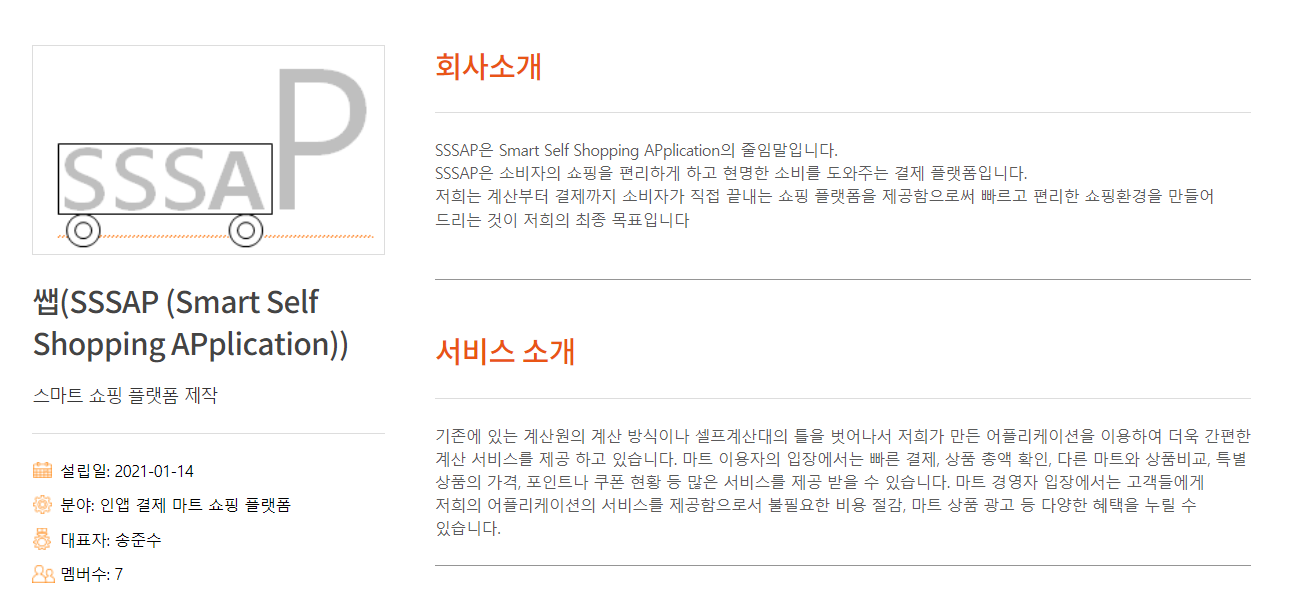 SSSAP
쌥(SSSAP (Smart Self
Shopping APplication))
스마트 쇼핑 플랫폼 제작
설립일: 2021-01-14
분야: 인앱 결제 마트 쇼핑 플랫폼
대표자: 송준수
멤버수: 7
회사소개
SSSAP은 Smart Self Shopping APplication의 줄임말입니다.
SSSAP은 소비자의 쇼핑을 편리하게 하고 현명한 소비를 도와주는 결제 플랫폼입니다.
저희는 계산부터 결제까지 소비자가 직접 끝내는 쇼핑 플랫폼을 제공함으로써 빠르고 편리한 쇼핑환경을 만들어
드리는 것이 저희의 최종 목표입니다
서비스 소개
기존에 있는 계산원의 계산 방식이나 셀프계산대의 틀을 벗어나서 저희가 만든 어플리케이션을 이용하여 더욱 간편한
계산 서비스를 제공 하고 있습니다. 마트 이용자의 입장에서는 빠른 결제, 상품 총액 확인, 다른 마트와 상품비교, 특별
상품의 가격, 포인트나 쿠폰 현황 등 많은 서비스를 제공 받을 수 있습니다. 마트 경영자 입장에서는 고객들에게
저희의 어플리케이션의 서비스를 제공함으로서 불필요한 비용 절감, 마트 상품 광고 등 다양한 혜택을 누릴 수
있습니다.